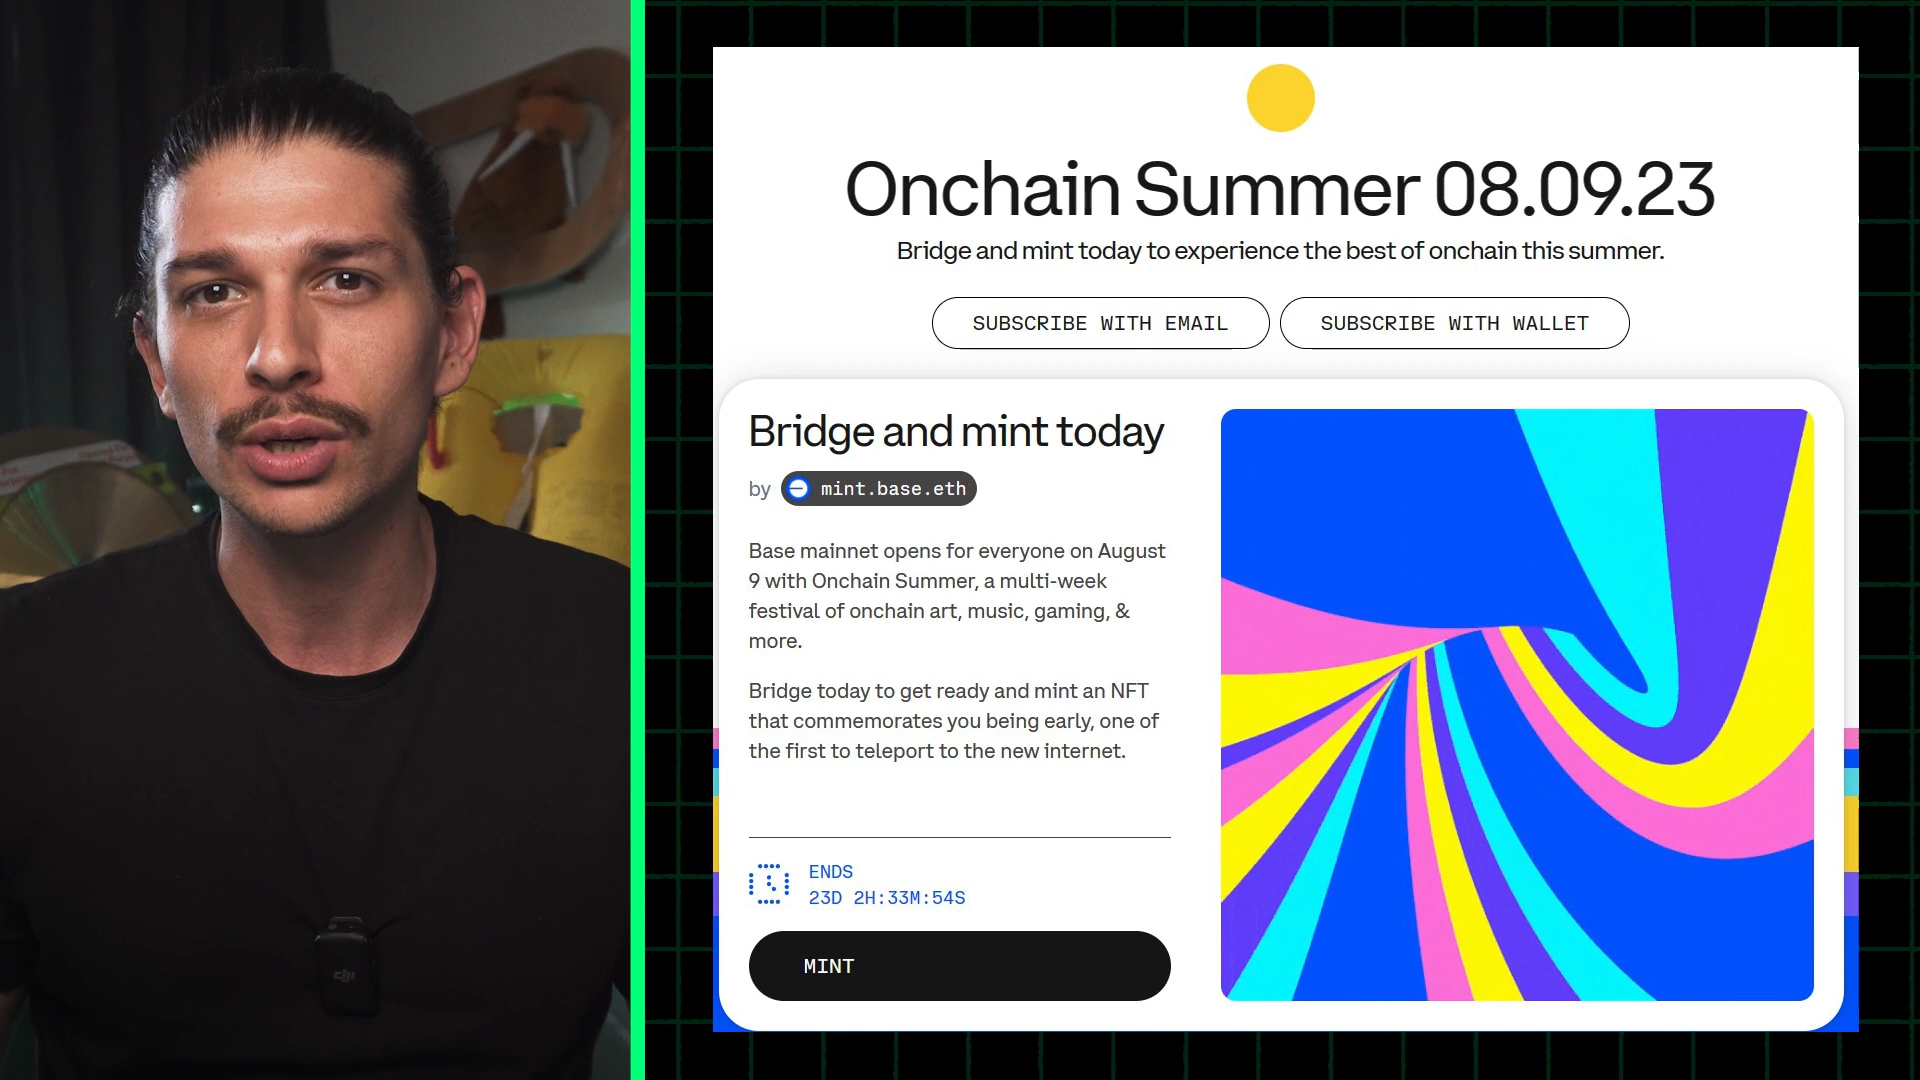 Onchain Summer 08.09.23
Bridge and mint today to experience the best of onchain this summer.
SUBSCRIBE WITH EMAIL
SUBSCRIBE WITH WALLET
Bridge and mint today
by mint.base.eth
Base mainnet opens for everyone on August
9 with Onchain Summer, a multi-week
festival of onchain art, music, gaming, &
more.
Bridge today to get ready and mint an NFT
that commemorates you being early, one of
the first to teleport to the new internet.
ENDS
23D 2H:33M:54S
MINT
dji